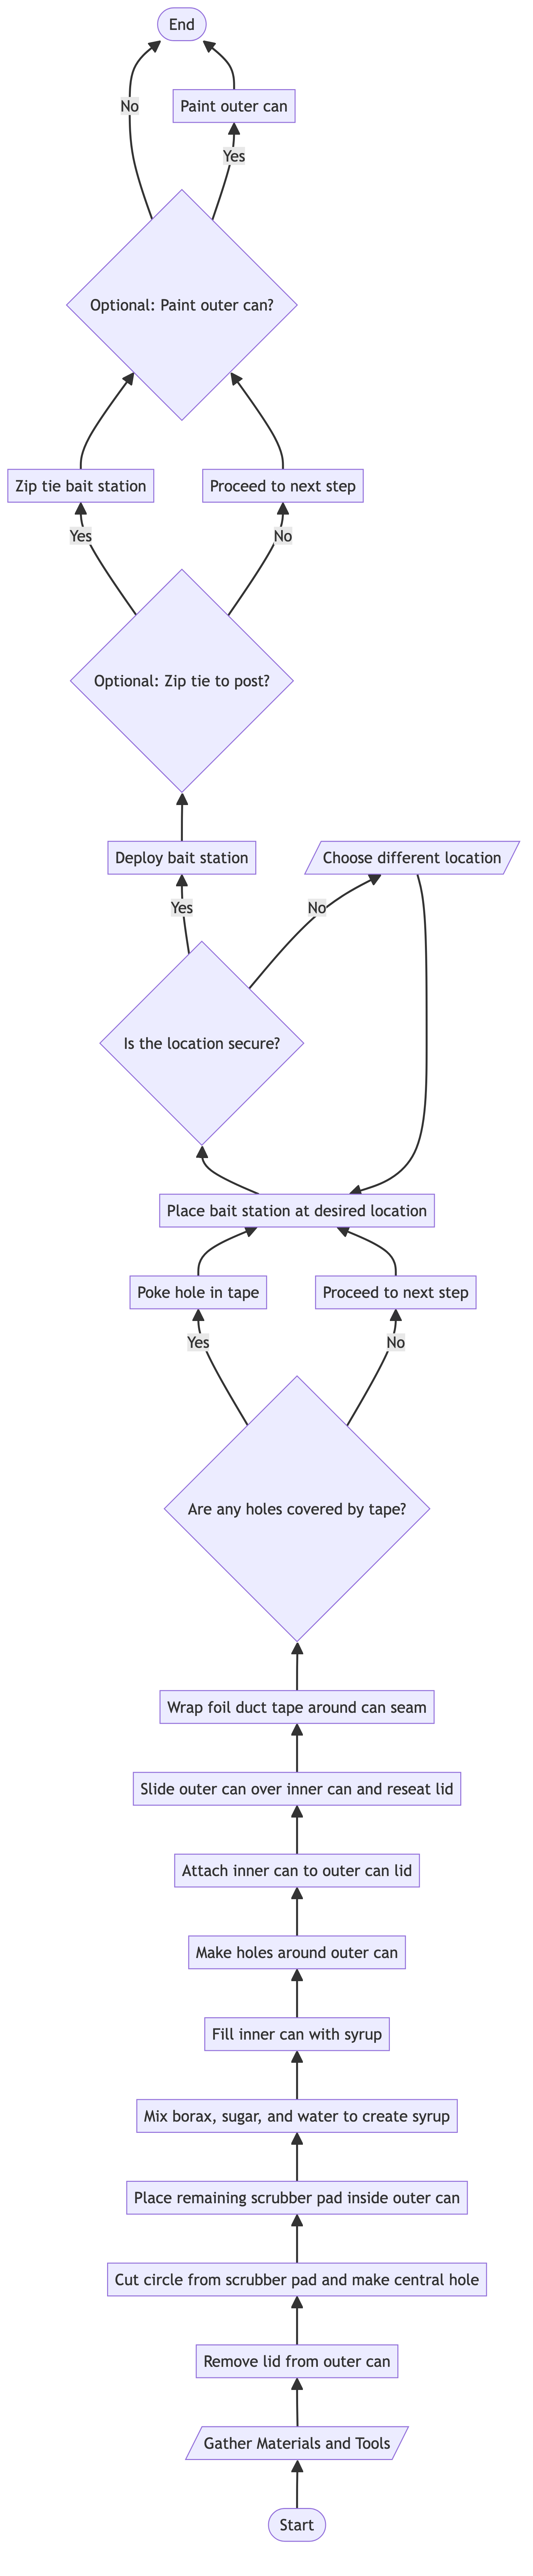 End
No
Paint outer can
Yes
Optional: Paint outer can?
Zip tie bait station
Proceed to next step
Yes
No
Optional: Zip tie to post?
Deploy bait station
Choose different location
Yes
No
Is the location secure?
Place bait station at desired location
Poke hole in tape
Proceed to next step
Yes
No
Are any holes covered by tape?
Wrap foil duct tape around can seam
Slide outer can over inner can and reseat lid
Attach inner can to outer can lid
Make holes around outer can
Fill inner can with syrup
Mix borax, sugar, and water to create syrup
Place remaining scrubber pad inside outer can
Cut circle from scrubber pad and make central hole
Remove lid from outer can
Gather Materials and Tools
Start